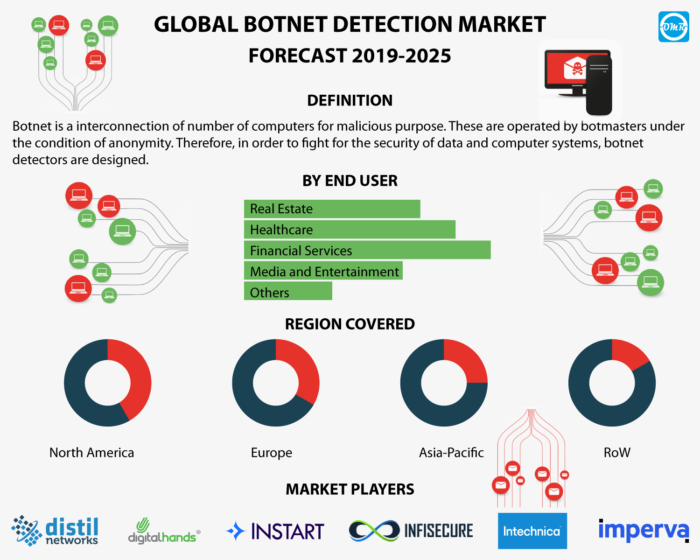 GLOBAL BOTNET DETECTION MARKET
DMR
FORECAST 2019-2025
DEFINITION
Botnet is a interconnection of number of computers for malicious purpose. These are operated by botmasters under
the condition of anonymity. Therefore, in order to fight for the security of data and computer systems, botnet
detectors are designed.
BY END USER
Real Estate
Healthcare
Financial Services
Media and Entertainment
Others
REGION COVERED
North America
Europe
Asia-Pacific
RoW
MARKET PLAYERS
distil
networks
digitalhands
INSTART
INFISECURE
Intechnica
imperva